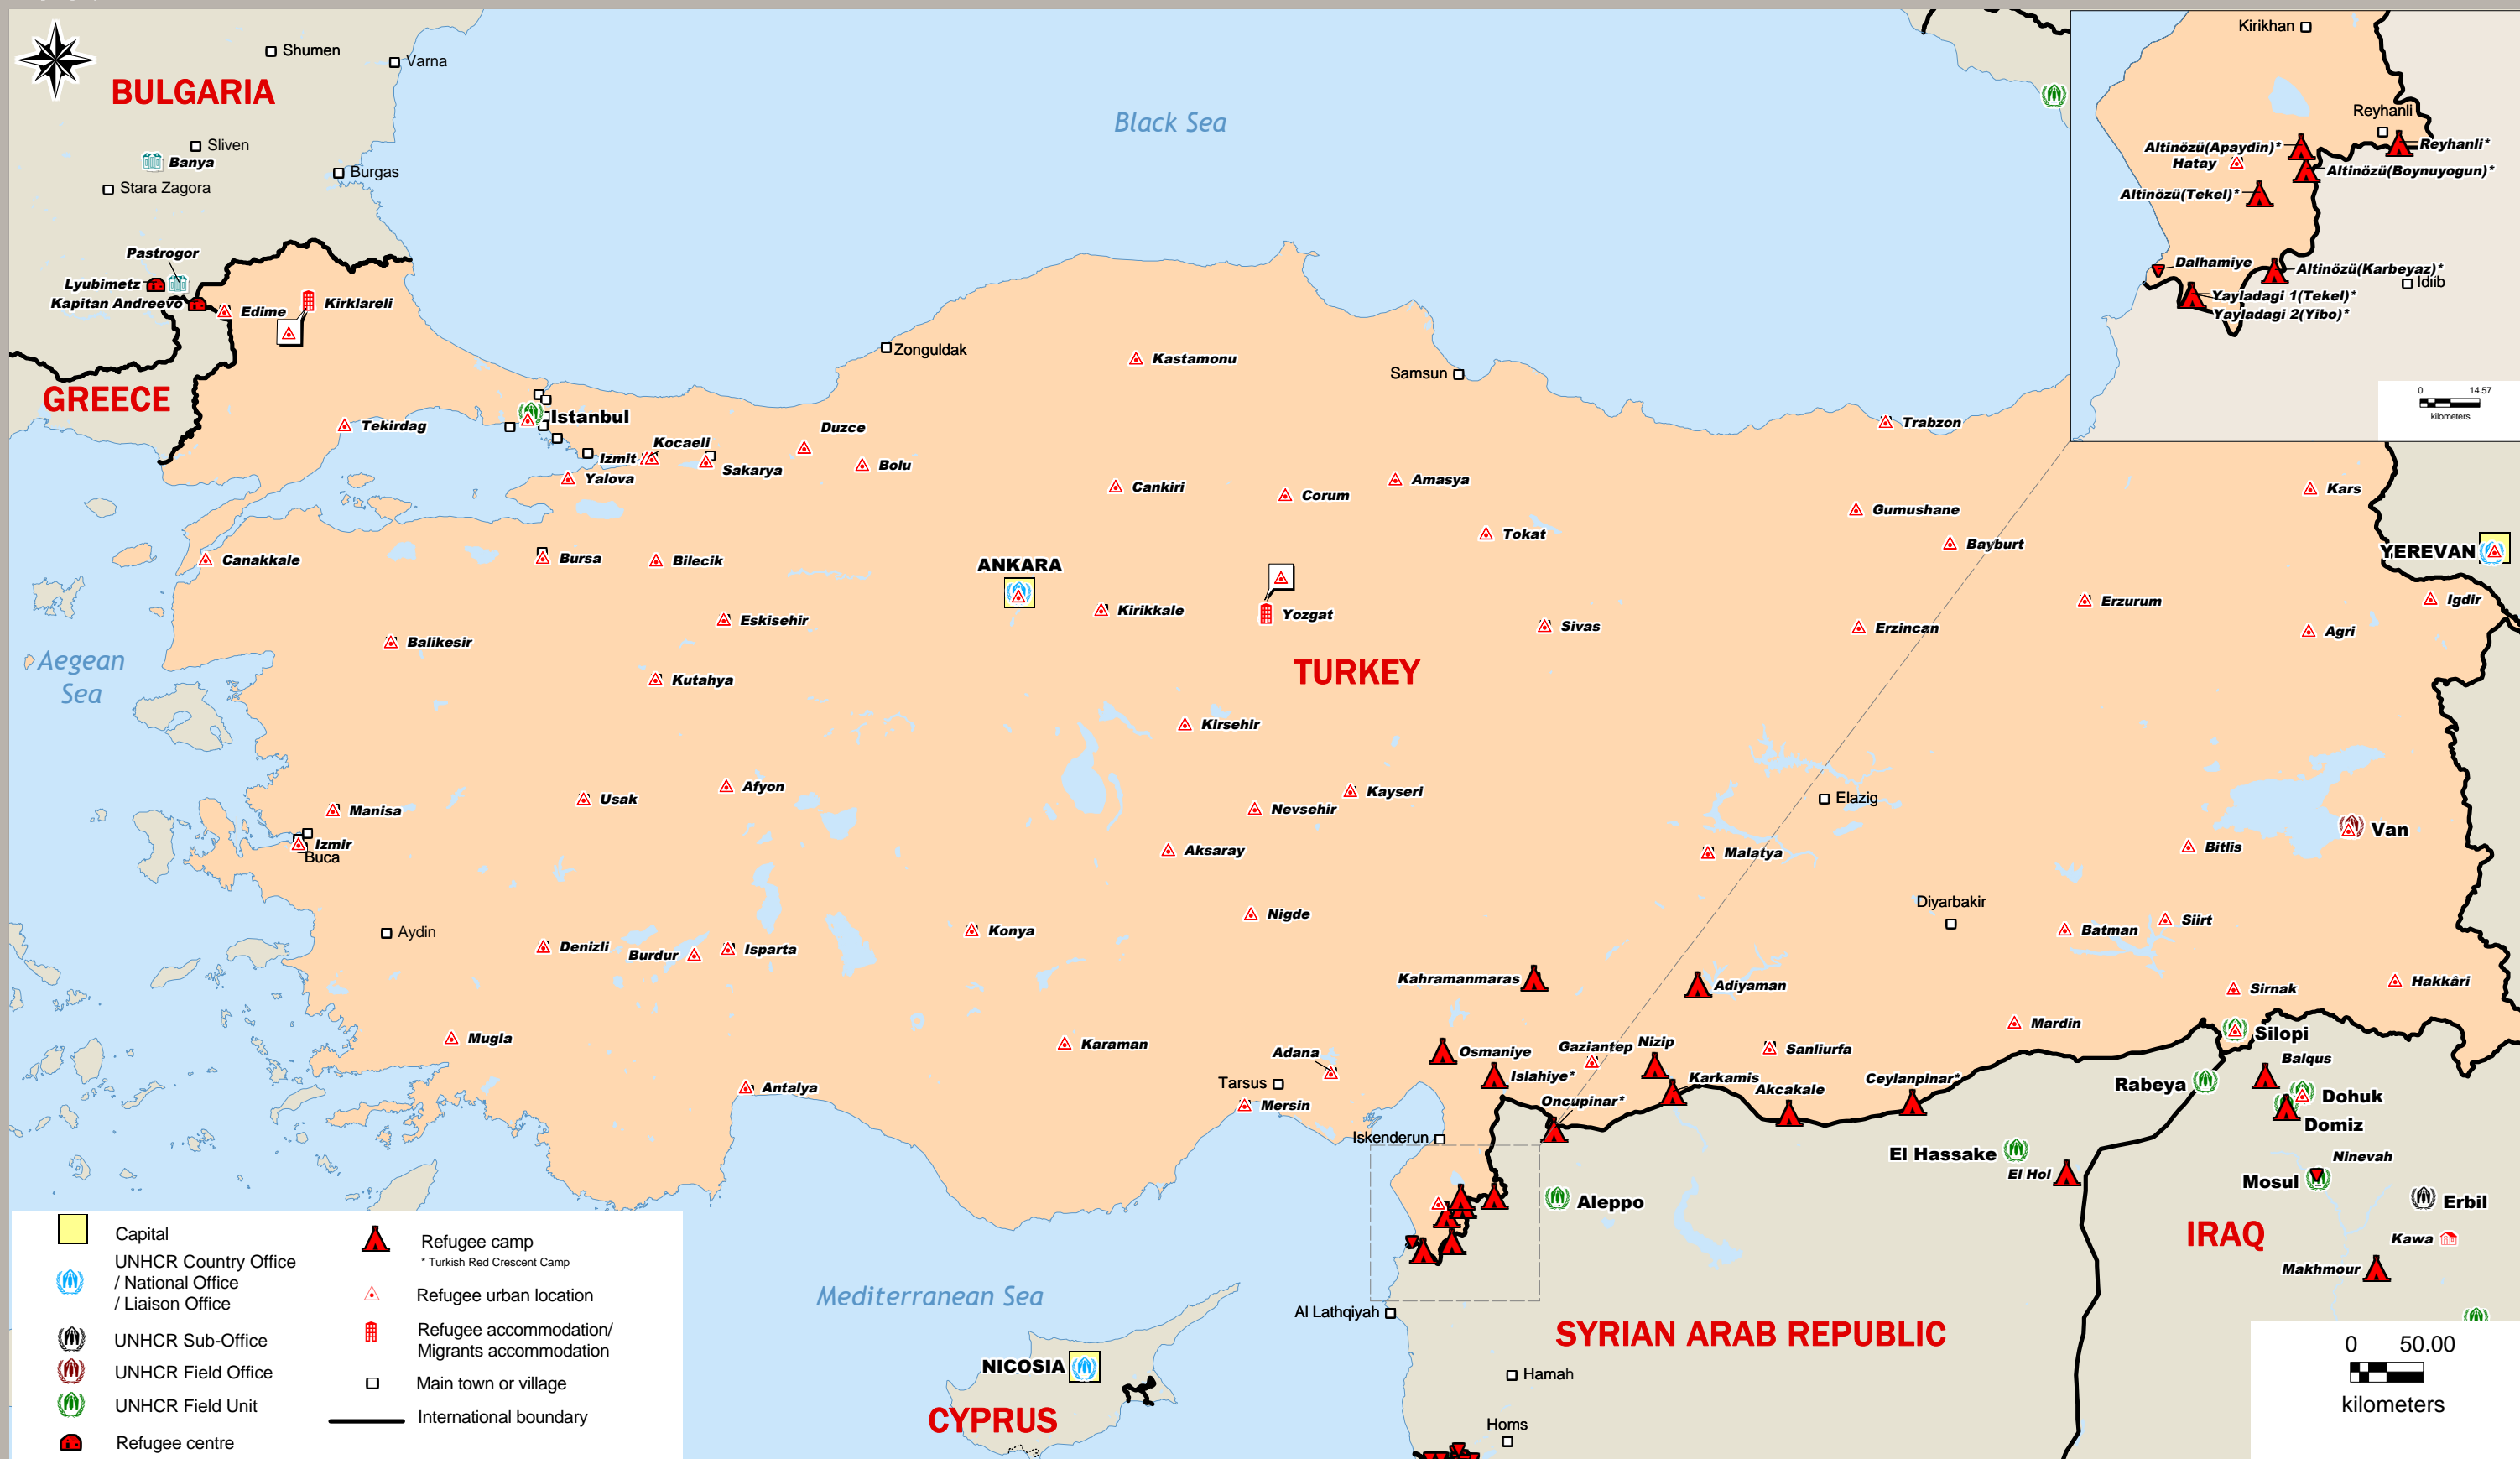 Shumen
Varna
BULGARIA
Black Sea
Sliven
Banya
Burgas
Stara Zagora
Pastrogor
Lyubimetz
Kapitan Andreevo
Edime
Kirklareli
GREECE
Zonguldak
Kastamonu
Samsun
Istanbul
Tekirdag
Trabzon
Duzce
Kocaeli
Izmit
Sakarya
Bolu
Yalova
Cankiri
Corum
Amasya
Kars
Gumushane
Tokat
Bayburt
YEREVAN
Canakkale
Bursa
Bilecik
ANKARA
Kirikkale
Yozgat
Eskisehir
Sivas
Erzincan
Erzurum
Igdir
Agri
Balikesir
Aegean
Sea
Kutahya
TURKEY
Kirsehir
Afyon
Usak
Kayseri
Nevsehir
Elazig
Manisa
Izmir
Buca
Aksaray
Malatya
Bitlis
Van
Nigde
Diyarbakir
Siirt
Batman
Aydin
Denizli
Burdur
Isparta
Konya
Kahramanmaras
Adiyaman
Hakkâri
Sirnak
Mardin
Silopi
Mugla
Karaman
Adana
Osmaniye
Gaziantep
Nizip
Sanliurfa
Balqus
Tarsus
Islahiye*
Karkamis
Akcakale
Ceylanpinar*
Rabeya
Dohuk
Antalya
Mersin
Oncupinar*
Domiz
Iskenderun
El Hassake
El Hol
Ninevah
Mosul
Aleppo
Erbil
IRAQ
Kawa
Makhmour
Mediterranean Sea
Al Lathqiyah
SYRIAN ARAB REPUBLIC
NICOSIA
Hamah
CYPRUS
Homs
Kirikhan
Reyhanli
Altinözü(Apaydin)*
Reyhanli*
Hatay
Altinözü(Boynuyogun)*
Altinözü(Tekel)*
Dalhamiye
Altinözü(Karbeyaz)*
Idlib
Yayladagi 1(Tekel)*
Yayladagi 2(Yibo)*
0 14.57
kilometers
Capital
UNHCR Country Office
/ National Office
/ Liaison Office
UNHCR Sub-Office
UNHCR Field Office
UNHCR Field Unit
Refugee centre
Refugee camp
* Turkish Red Crescent Camp
Refugee urban location
Refugee accommodation/
Migrants accommodation
Main town or village
International boundary
0 50.00
kilometers